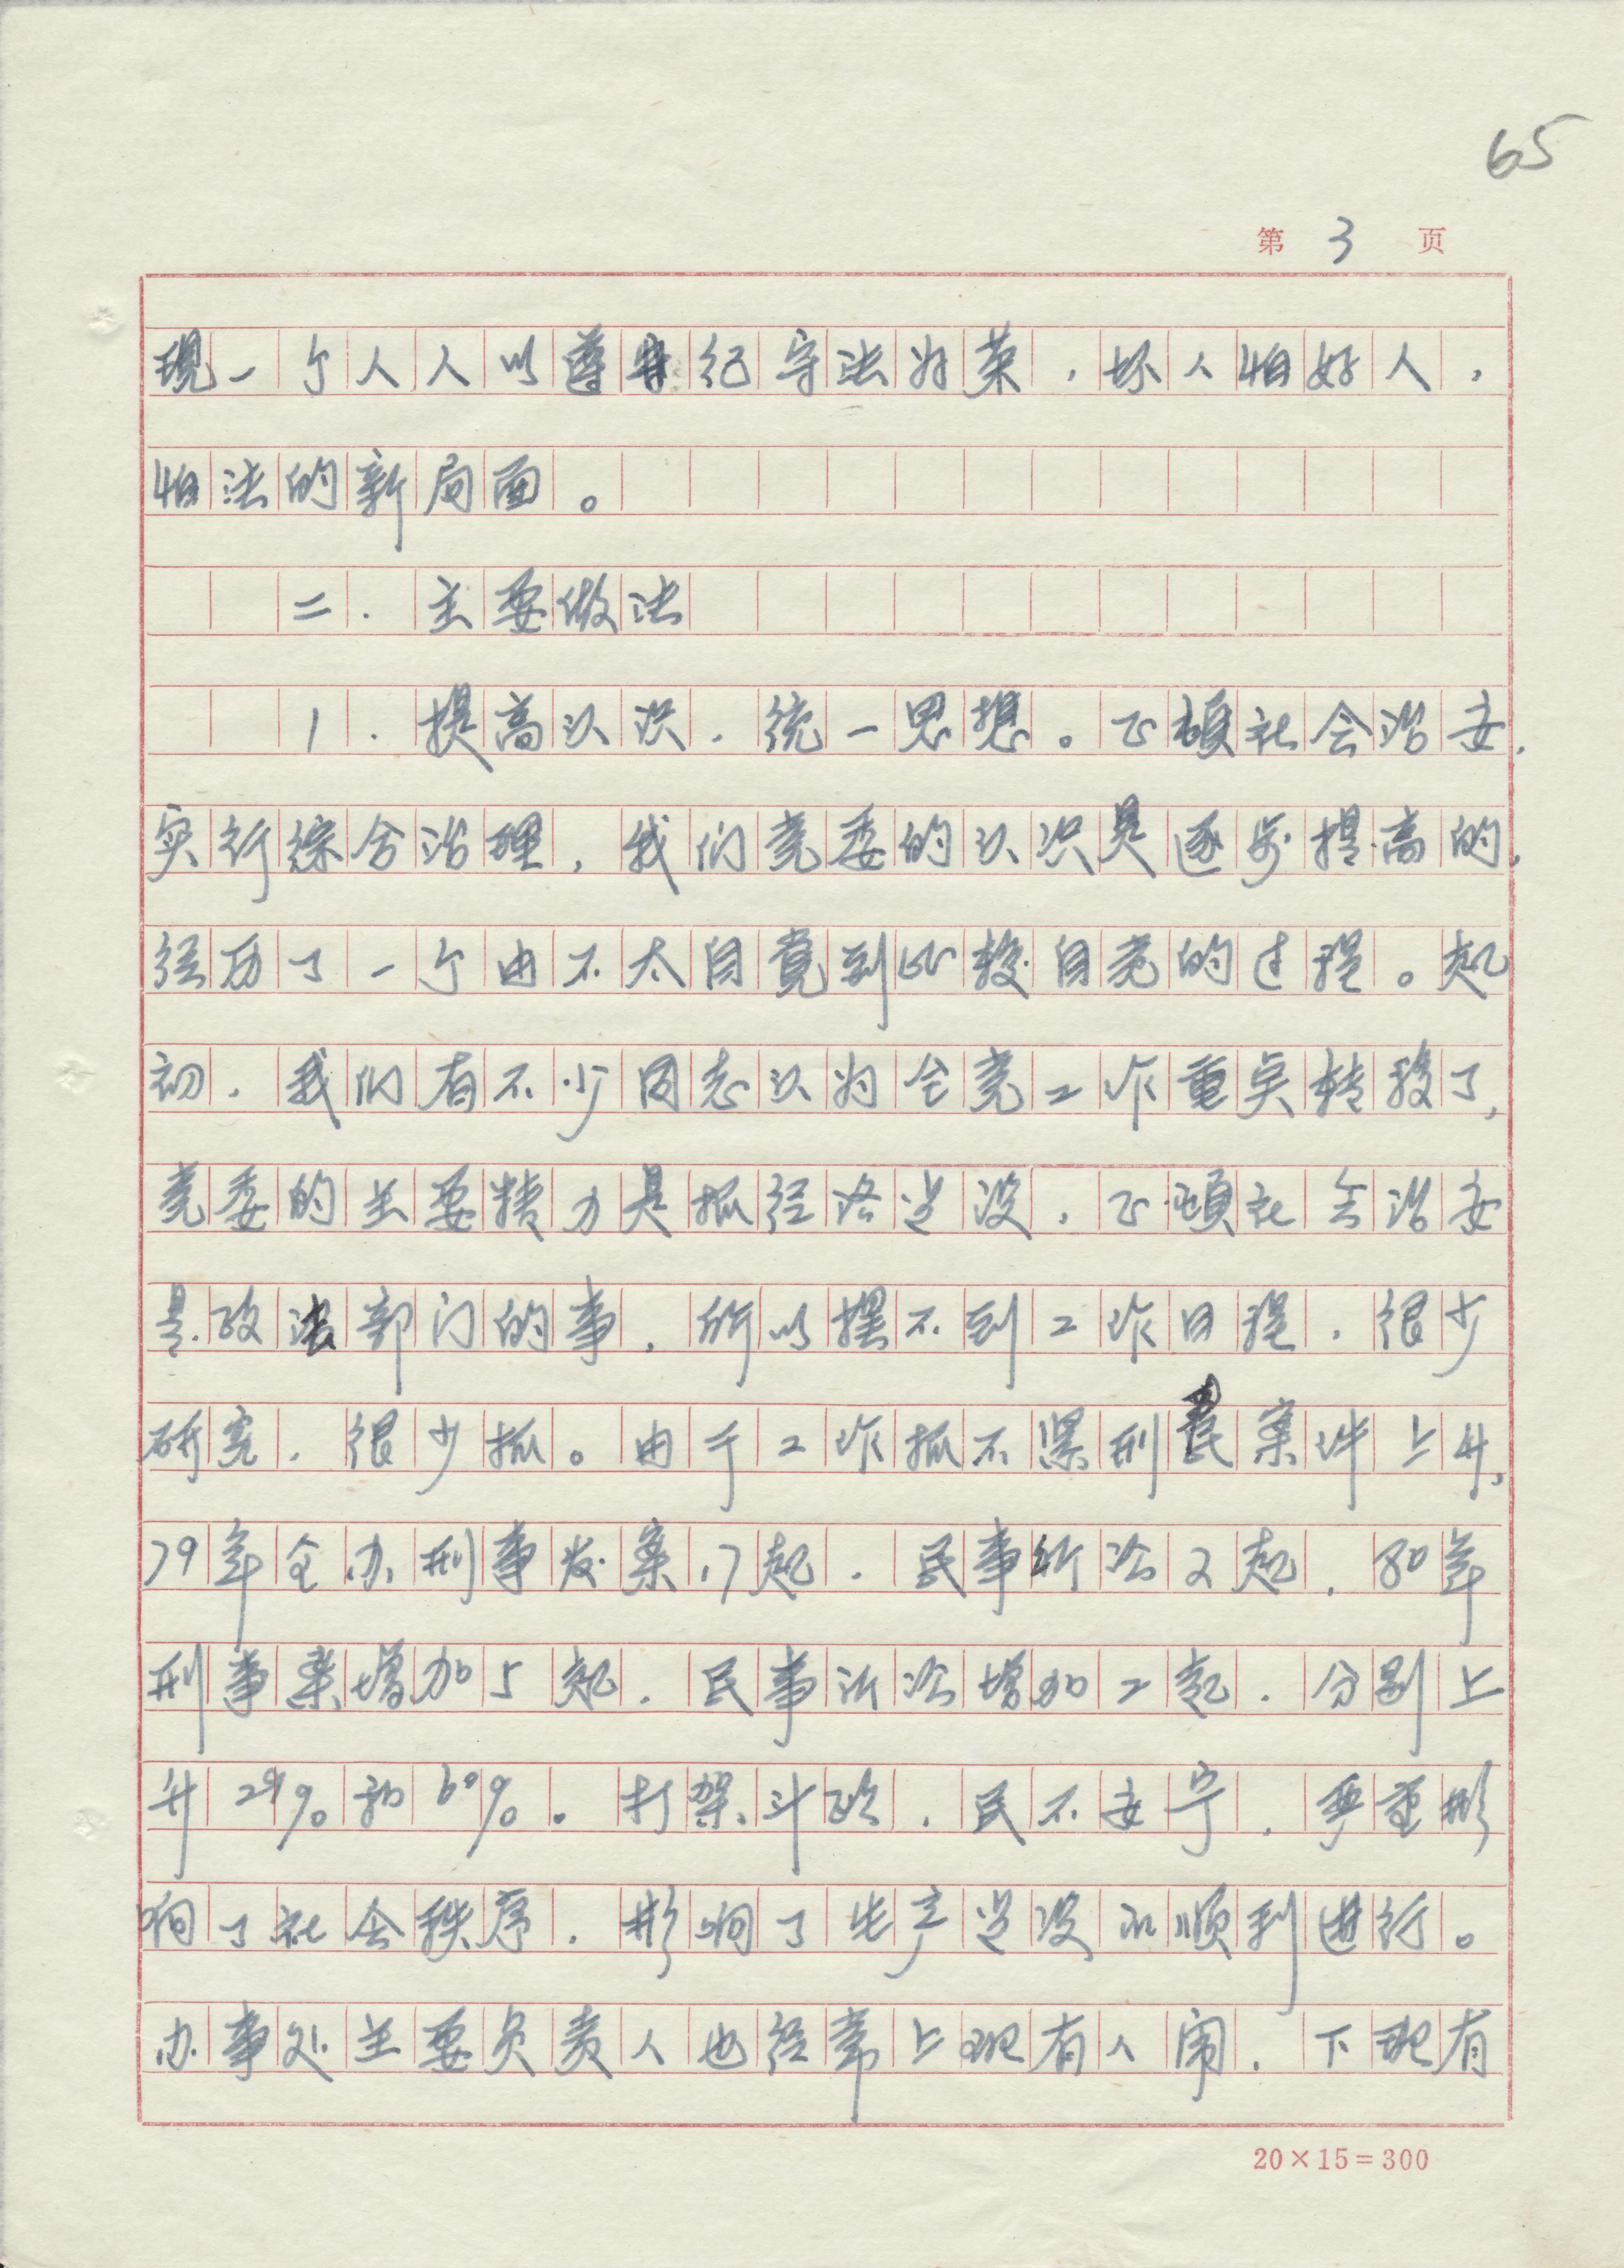 65
第 3 页
现一个人人以遵守纪守法为荣，坏人怕好人，
怕法的新局面。
二．主要做法
1．提高认识，统一思想。正顿社会治安，
实行综合治理，我们党委的认识是逐步提高的，
经历了一个由不太自觉到比较自觉的过程。起
初，我们有不少同志认为全党工作重点转移了，
党委的主要精力是抓经济建设，正顿社会治安
是政法部门的事，所以摆不到工作日程，很少
研究，很少抓。由于工作抓不紧刑民案件上升，
79年全办刑事发案17起，民事诉讼2起，80年
刑事案增加5起，民事诉讼增加2起，分别上
升29%和60%。打架斗殴，民不安宁，严重影
响了社会秩序，影响了生产建设的顺利进行。
办事处主要负责人也经常上班有人闹，下班有
20×15=300